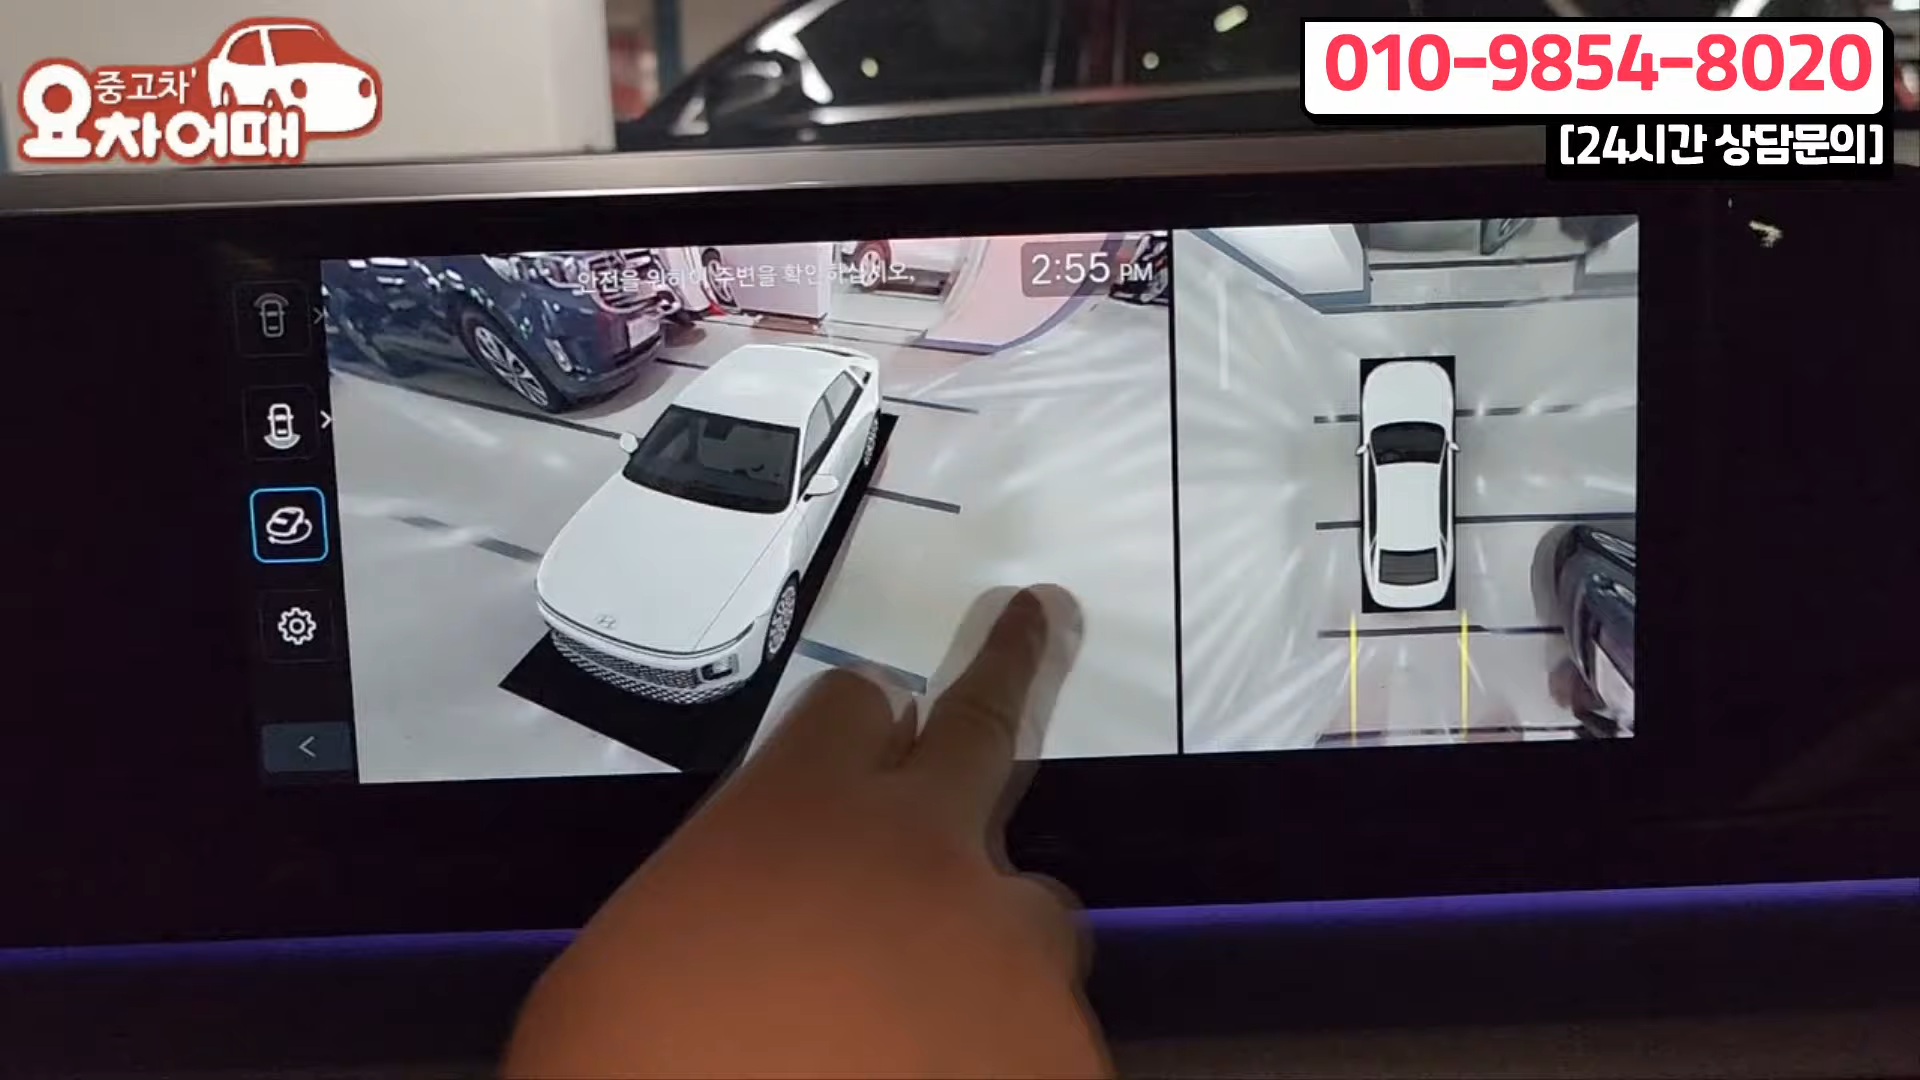 중고차'
요차어때
010-9854-8020
[24시간 상담문의]
안전을 위하여 주변을 확인하십시오.
2:55 PM